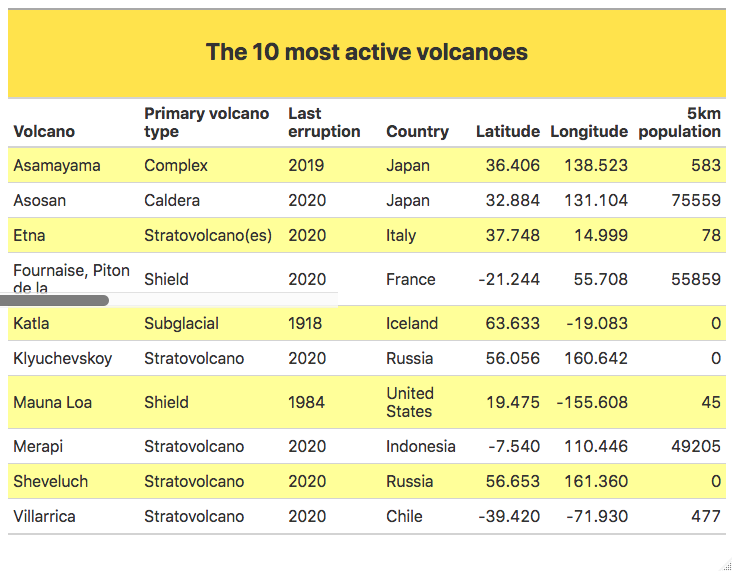 The 10 most active volcanoes
Volcano Primary volcano type Last erruption Country Latitude Longitude 5km population
Asamayama Complex 2019 Japan 36.406 138.523 583
Asosan Caldera 2020 Japan 32.884 131.104 75559
Etna Stratovolcano(es) 2020 Italy 37.748 14.999 78
Fournaise, Piton de la Shield 2020 France -21.244 55.708 55859
Katla Subglacial 1918 Iceland 63.633 -19.083 0
Klyuchevskoy Stratovolcano 2020 Russia 56.056 160.642 0
Mauna Loa Shield 1984 United States 19.475 -155.608 45
Merapi Stratovolcano 2020 Indonesia -7.540 110.446 49205
Sheveluch Stratovolcano 2020 Russia 56.653 161.360 0
Villarrica Stratovolcano 2020 Chile -39.420 -71.930 477